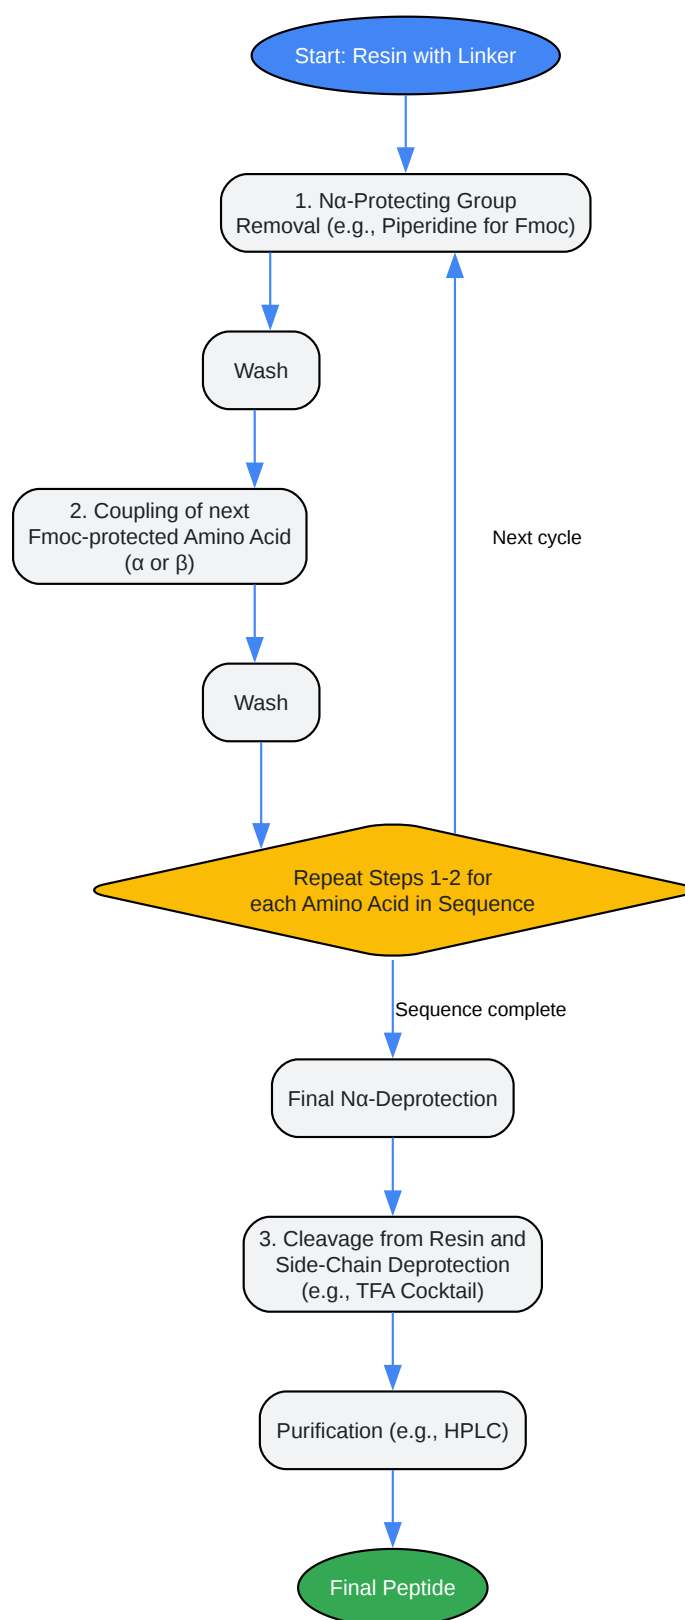 Start: Resin with Linker
1. Nα-Protecting Group
Removal (e.g., Piperidine for Fmoc)
Wash
2. Coupling of next
Fmoc-protected Amino Acid
(α or β)
Next cycle
Wash
Repeat Steps 1-2 for
each Amino Acid in Sequence
Sequence complete
Final Nα-Deprotection
3. Cleavage from Resin and
Side-Chain Deprotection
(e.g., TFA Cocktail)
Purification (e.g., HPLC)
Final Peptide